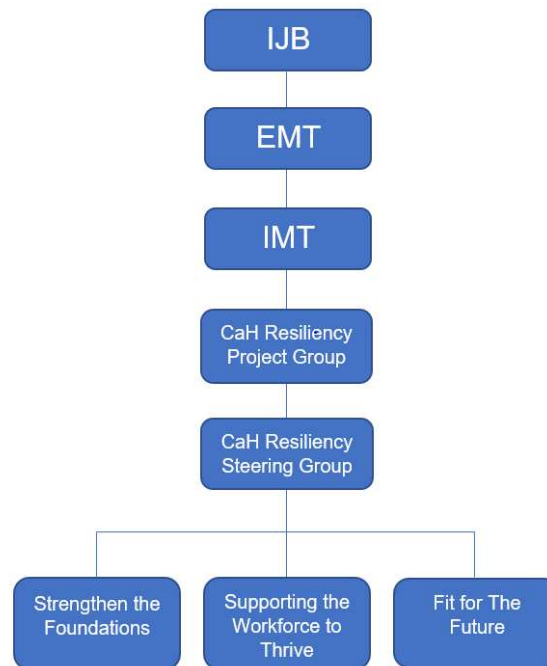 IJB
EMT
IMT
CaH Resiliency
Project Group
CaH Resiliency
Steering Group
Strengthen the
Foundations
Supporting the
Workforce to
Thrive
Fit for The
Future